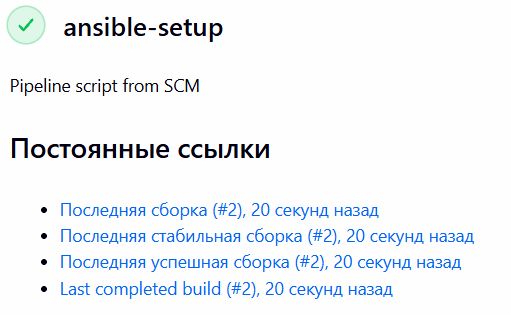 ansible-setup
Pipeline script from SCM
Постоянные ссылки
Последняя сборка (#2), 20 секунд назад
Последняя стабильная сборка (#2), 20 секунд назад
Последняя успешная сборка (#2), 20 секунд назад
Last completed build (#2), 20 секунд назад